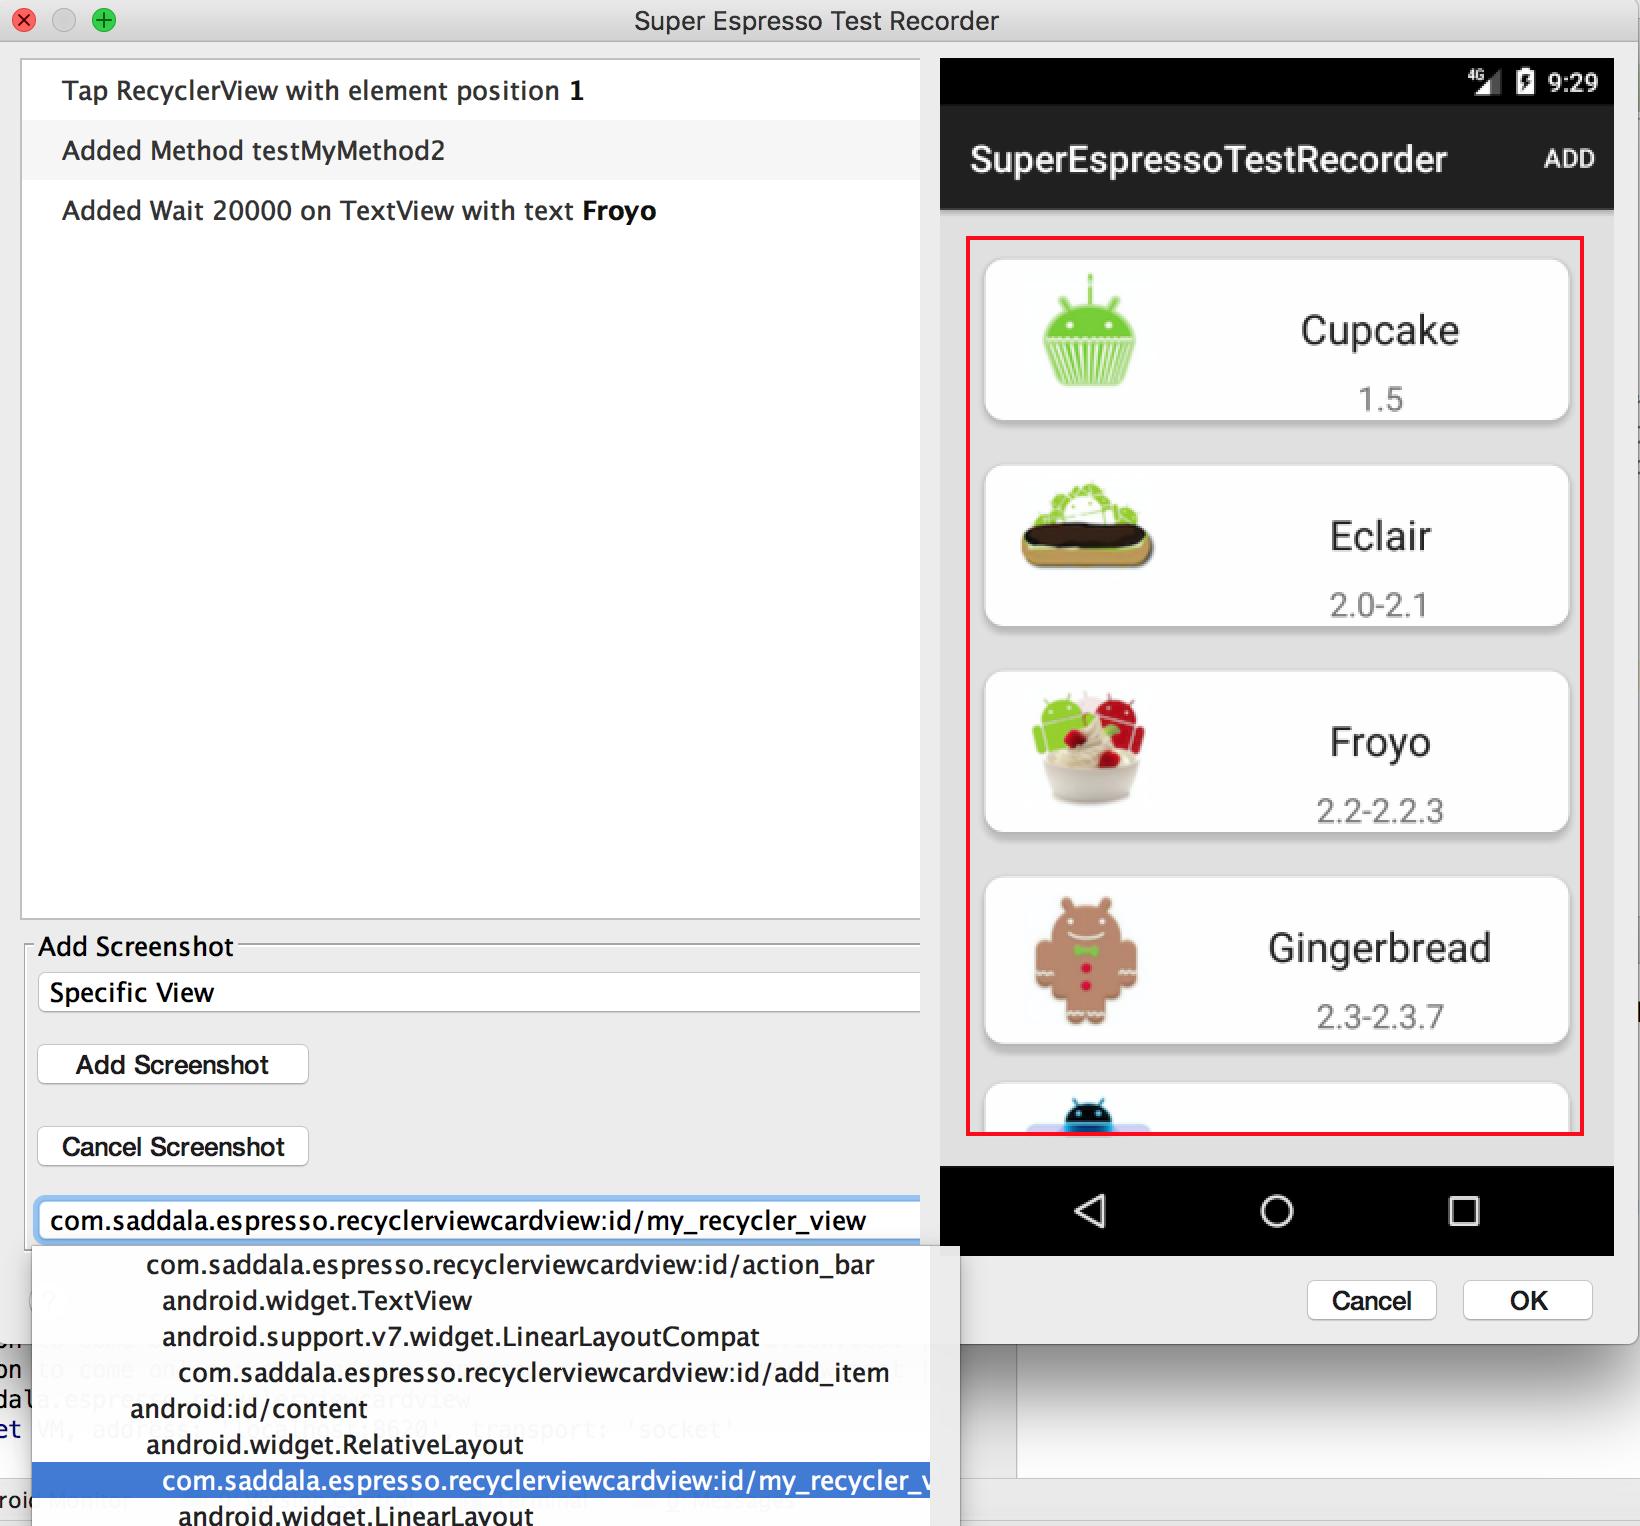 Super Espresso Test Recorder
Tap RecyclerView with element position 1
Added Method testMyMethod2
Added Wait 20000 on TextView with text Froyo
4G 9:29
SuperEspressoTestRecorder ADD
Cupcake
1.5
Eclair
2.0-2.1
Froyo
2.2-2.2.3
Gingerbread
2.3-2.3.7
Add Screenshot
Specific View
Add Screenshot
Cancel Screenshot
com.saddala.espresso.recyclerviewcardview:id/my_recycler_view
com.saddala.espresso.recyclerviewcardview:id/action_bar
android.widget.TextView
android.support.v7.widget.LinearLayoutCompat
com.saddala.espresso.recyclerviewcardview:id/add_item
android:id/content
android.widget.RelativeLayout
com.saddala.espresso.recyclerviewcardview:id/my_recycler_v
android.widget.LinearLayout
Cancel OK